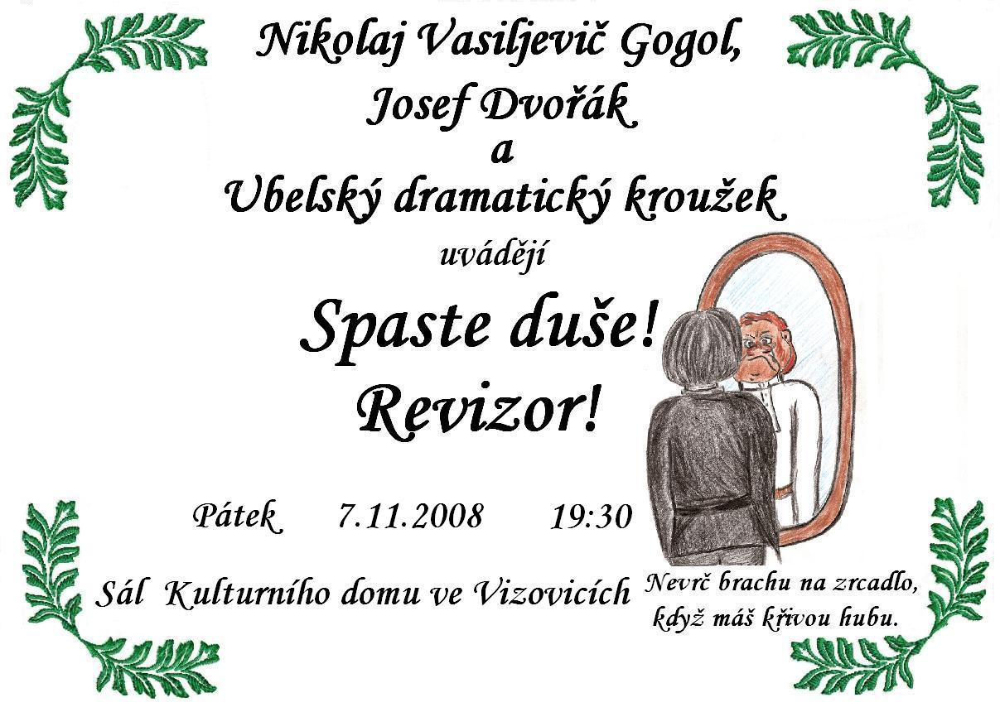 Nikolaj Vasiljevič Gogol,
Josef Dvořák
a
Ubelský dramatický kroužek
uvádějí
Spaste duše!
Revizor!
Pátek 7.11.2008 19:30
Sál Kulturního domu ve Vizovicích
Nevrč brachu na zrcadlo,
když máš křivou hubu.